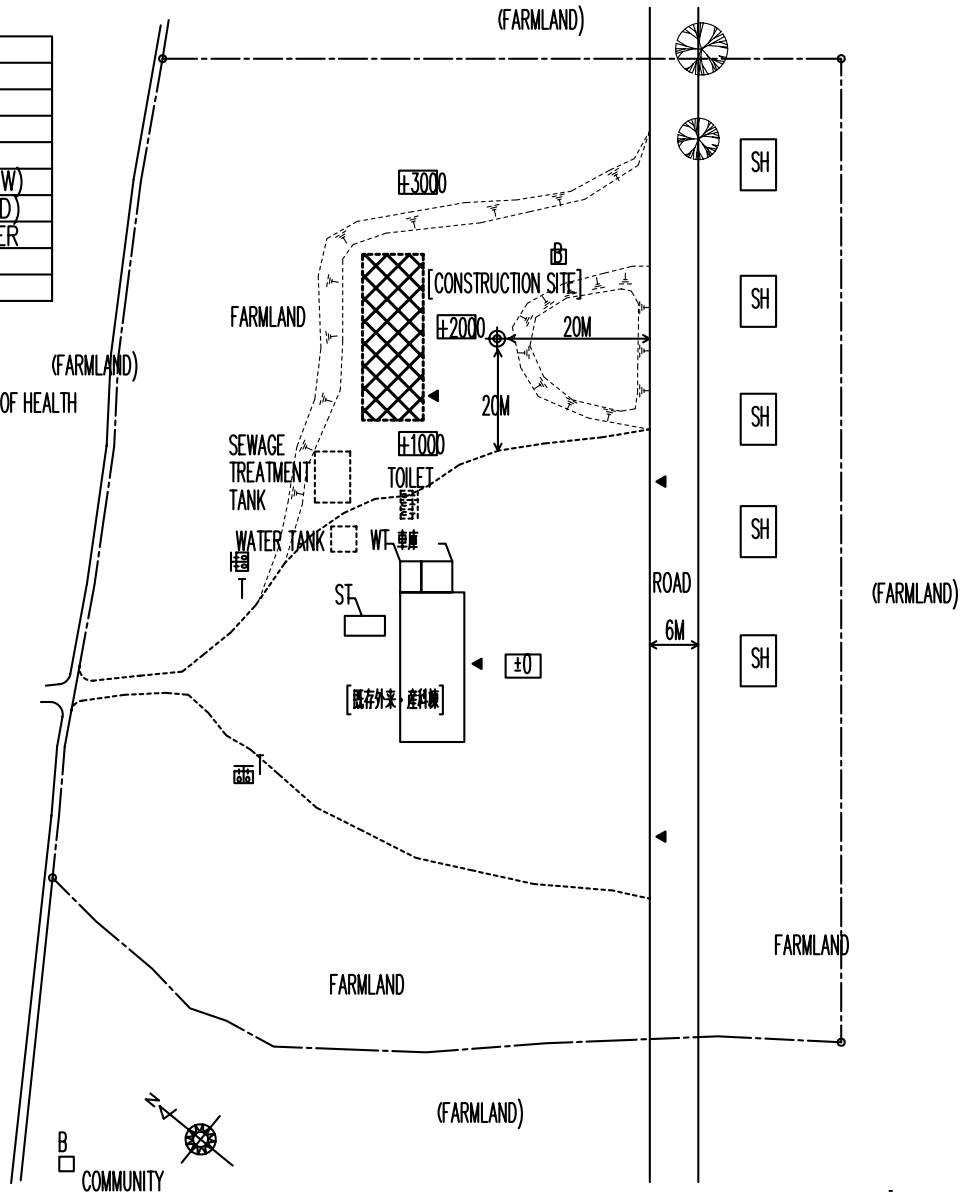 (FARMLAND)
W)
D)
ER
+3000
SH
B
[CONSTRUCTION SITE]
SH
FARMLAND
+2000
20M
(FARMLAND)
OF HEALTH
20M
SH
+1000
SEWAGE
TREATMENT
TANK
TOILET
WATER TANK
WT
車庫
SH
T
ROAD
(FARMLAND)
ST
6M
SH
±0
[既存外来・産科棟]
T
FARMLAND
FARMLAND
N
(FARMLAND)
B
COMMUNITY